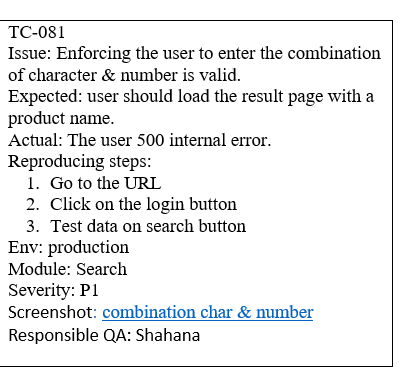 TC-081
Issue: Enforcing the user to enter the combination
of character & number is valid.
Expected: user should load the result page with a
product name.
Actual: The user 500 internal error.
Reproducing steps:
1. Go to the URL
2. Click on the login button
3. Test data on search button
Env: production
Module: Search
Severity: P1
Screenshot: combination char & number
Responsible QA: Shahana